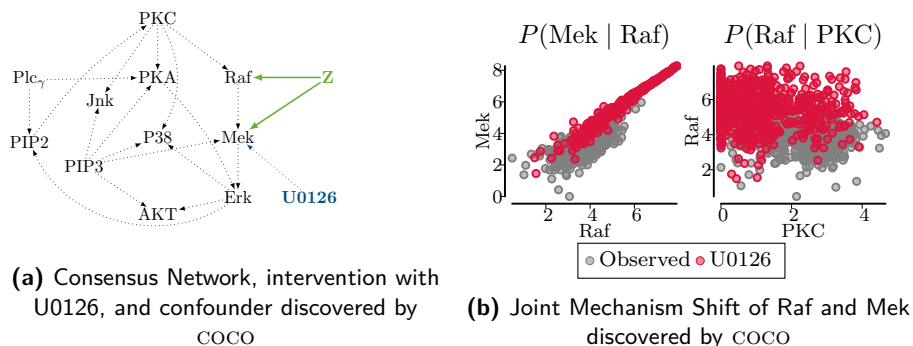 PKC
Plcγ
PKA
Raf
Z
Jnk
PIP2
P38
Mek
PIP3
Erk
U0126
AKT
(a) Consensus Network, intervention with
U0126, and confounder discovered by
COCO
P(Mek | Raf)
P(Raf | PKC)
8
6
4
2
0
Mek
2
4
6
Raf
8
6
4
2
Raf
0
2
4
PKC
Observed
U0126
(b) Joint Mechanism Shift of Raf and Mek
discovered by COCO